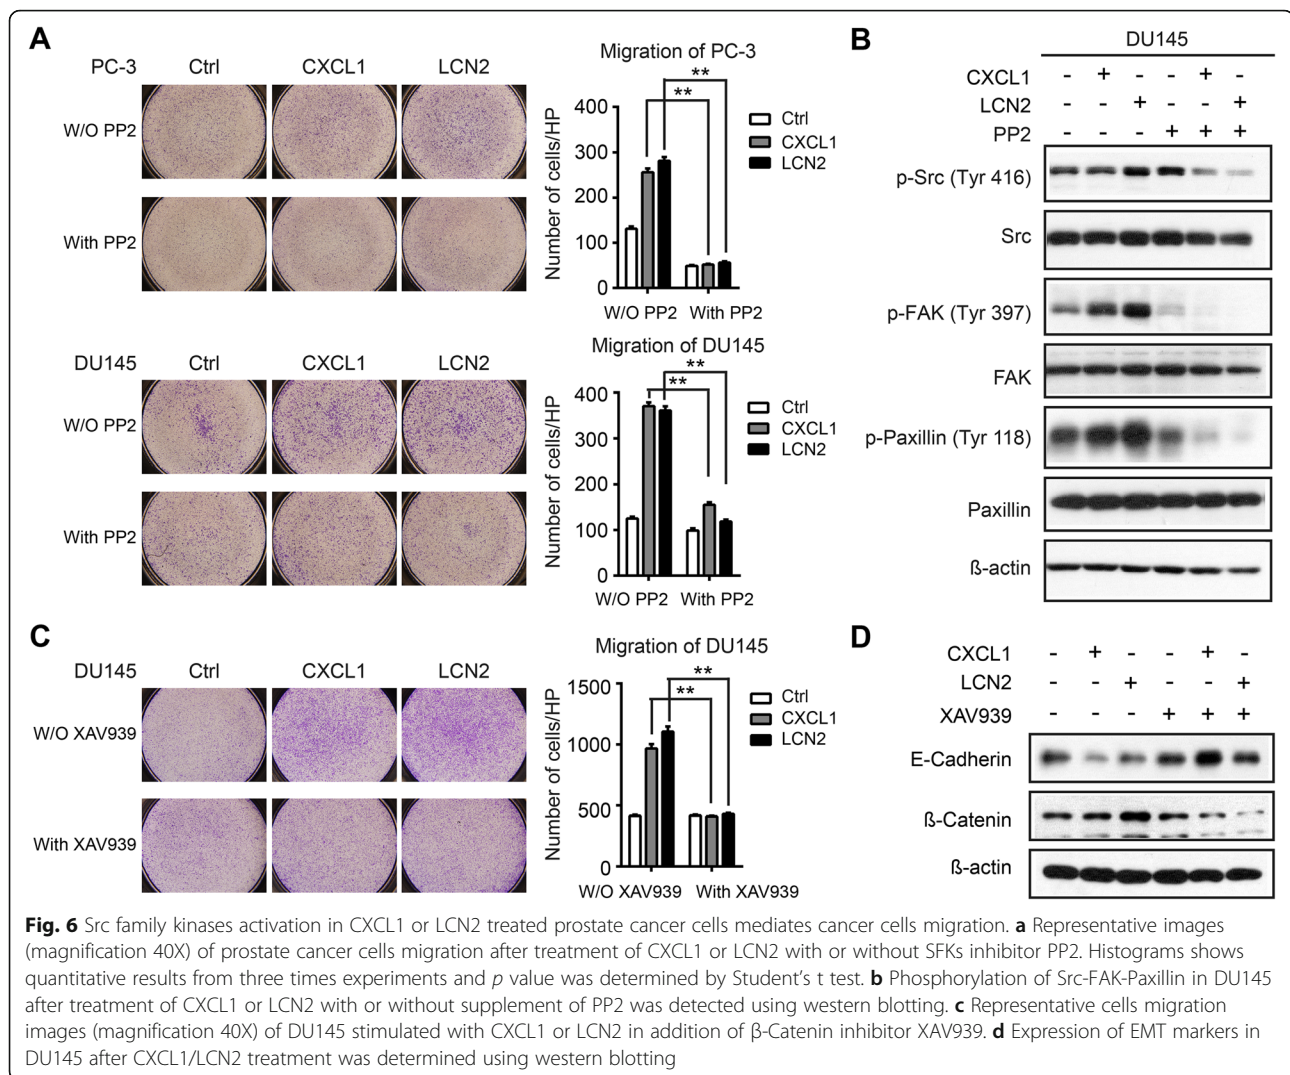 A
PC-3 Ctrl CXCL1 LCN2
W/O PP2
With PP2
Migration of PC-3
**
**
Number of cells/HP
400
300
200
100
0
Ctrl
CXCL1
LCN2
W/O PP2 With PP2
DU145 Ctrl CXCL1 LCN2
W/O PP2
With PP2
Migration of DU145
**
**
Number of cells/HP
400
300
200
100
0
Ctrl
CXCL1
LCN2
W/O PP2 With PP2
B
DU145
CXCL1 - + - - + -
LCN2 - - + - - +
PP2 - - - + + +
p-Src (Tyr 416)
Src
p-FAK (Tyr 397)
FAK
p-Paxillin (Tyr 118)
Paxillin
ß-actin
C
DU145 Ctrl CXCL1 LCN2
W/O XAV939
With XAV939
Migration of DU145
**
**
Number of cells/HP
1500
1000
500
0
Ctrl
CXCL1
LCN2
W/O XAV939 With XAV939
D
CXCL1 - + - - + -
LCN2 - - + - - +
XAV939 - - - + + +
E-Cadherin
ß-Catenin
ß-actin
Fig. 6 Src family kinases activation in CXCL1 or LCN2 treated prostate cancer cells mediates cancer cells migration. a Representative images
(magnification 40X) of prostate cancer cells migration after treatment of CXCL1 or LCN2 with or without SFKs inhibitor PP2. Histograms shows
quantitative results from three times experiments and p value was determined by Student's t test. b Phosphorylation of Src-FAK-Paxillin in DU145
after treatment of CXCL1 or LCN2 with or without supplement of PP2 was detected using western blotting. c Representative cells migration
images (magnification 40X) of DU145 stimulated with CXCL1 or LCN2 in addition of β-Catenin inhibitor XAV939. d Expression of EMT markers in
DU145 after CXCL1/LCN2 treatment was determined using western blotting